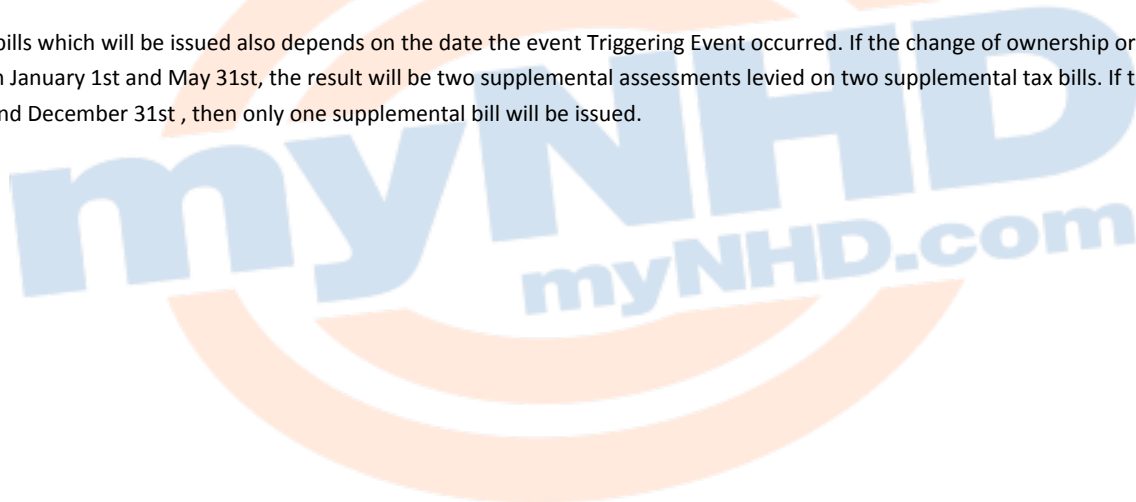 bills which will be issued also depends on the date the event Triggering Event occurred. If the change of ownership or
January 1st and May 31st, the result will be two supplemental assessments levied on two supplemental tax bills. If t
nd December 31st , then only one supplemental bill will be issued.
myNHD
myNHD.com